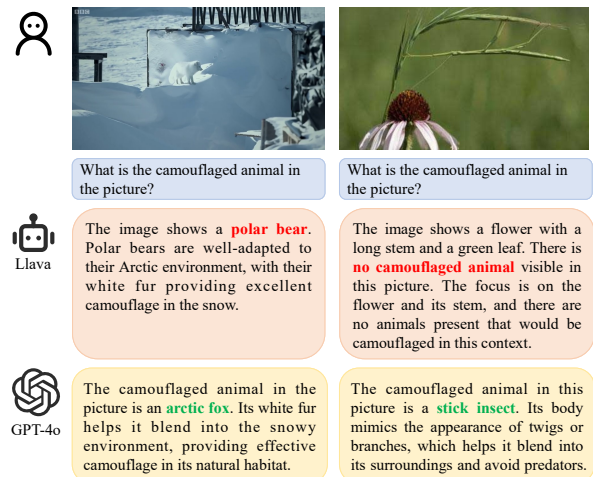 BBC
What is the camouflaged animal in
the picture?
What is the camouflaged animal in
the picture?
Llava
The image shows a polar bear.
Polar bears are well-adapted to
their Arctic environment, with their
white fur providing excellent
camouflage in the snow.
The image shows a flower with a
long stem and a green leaf. There is
no camouflaged animal visible in
this picture. The focus is on the
flower and its stem, and there are
no animals present that would be
camouflaged in this context.
GPT-4o
The camouflaged animal in the
picture is an arctic fox. Its white fur
helps it blend into the snowy
environment, providing effective
camouflage in its natural habitat.
The camouflaged animal in this
picture is a stick insect. Its body
mimics the appearance of twigs or
branches, which helps it blend into
its surroundings and avoid predators.